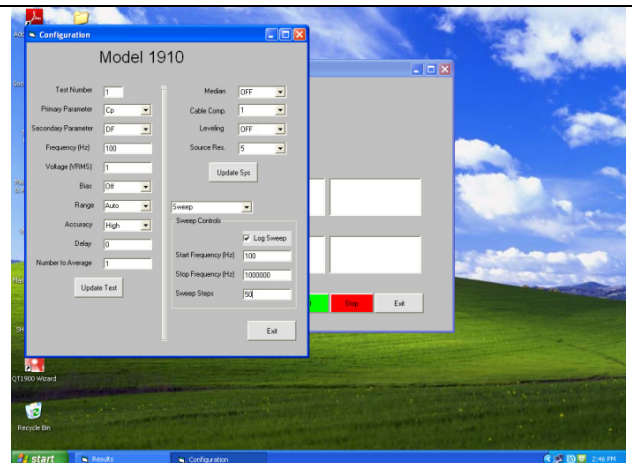 Configuration
Model 1910
Test Number 1
Primary Parameter Cp
Secondary Parameter DF
Frequency (Hz) 100
Voltage (VRMS) 1
Bias Off
Range Auto
Accuracy High
Delay 0
Number to Average 1
Update Test
Median OFF
Cable Comp. 1
Leveling OFF
Source Res. 5
Update Sys
Sweep
Sweep Controls
Log Sweep
Start Frequency (Hz) 100
Stop Frequency (Hz) 1000000
Sweep Steps 50
Exit
Stop
Exit
QT1900 Wizard
Recycle Bin
start
Results
Configuration
2:46 PM